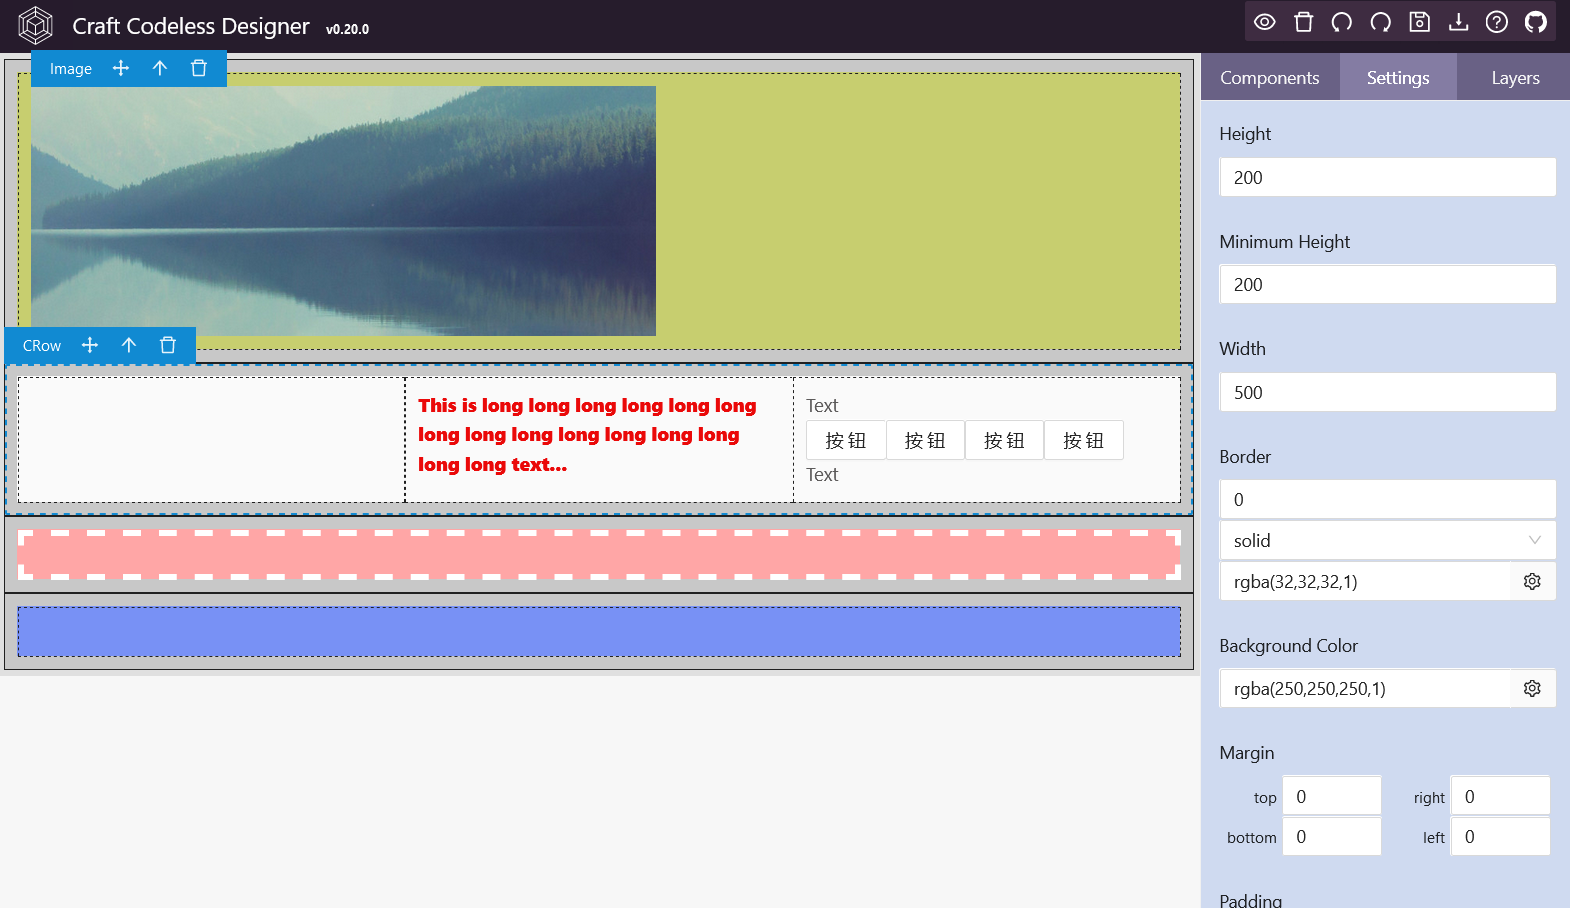 Craft Codeless Designer v0.20.0
Image
Components Settings Layers
Height
200
Minimum Height
200
Width
CRow
500
This is long long long long long long
long long long long long long long
long long text...
Text
按钮 按钮 按钮 按钮
Text
Border
0
solid
rgba(32,32,32,1)
Background Color
rgba(250,250,250,1)
Margin
top 0 right 0
bottom 0 left 0
Padding